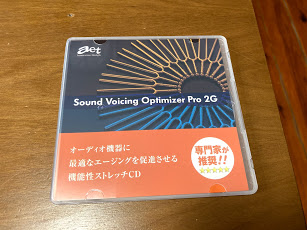 aet
Sound Voicing Optimizer Pro 2G
オーディオ機器に
最適なエージングを促進させる
機能性ストレッチCD
専門家が
推奨!!